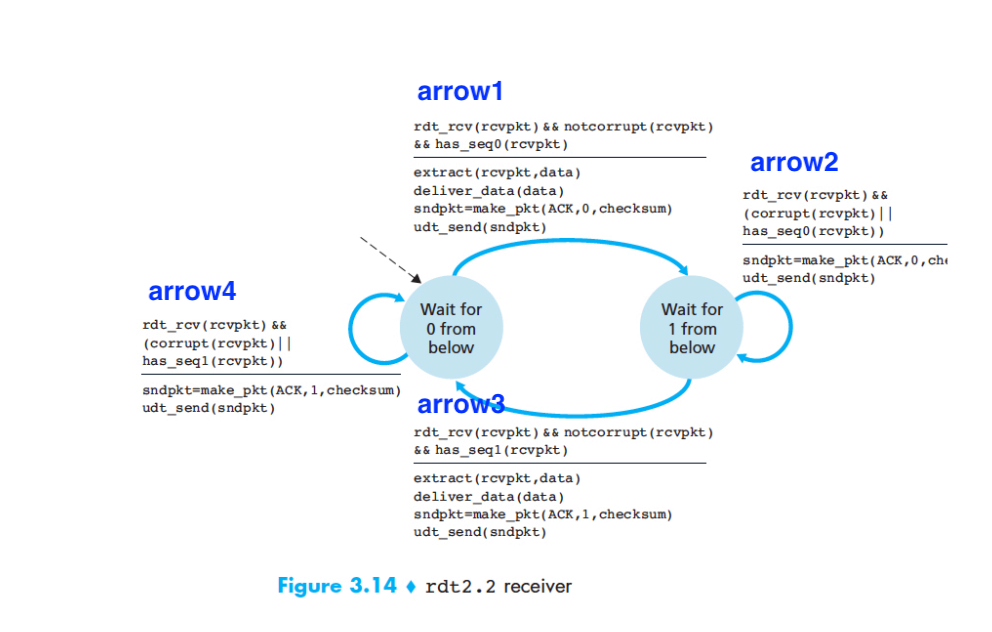 arrow1
rdt_rcv(rcvpkt) && notcorrupt(rcvpkt)
&& has_seq0(rcvpkt)
extract(rcvpkt,data)
deliver_data(data)
sndpkt=make_pkt(ACK,0,checksum)
udt_send(sndpkt)
arrow2
rdt_rcv(rcvpkt) &&
(corrupt(rcvpkt)||
has_seq0(rcvpkt))
sndpkt=make_pkt(ACK,0,che
udt_send(sndpkt)
arrow4
rdt_rcv(rcvpkt) &&
(corrupt(rcvpkt)||
has_seq1(rcvpkt))
sndpkt=make_pkt(ACK,1,checksum)
udt_send(sndpkt)
Wait for
0 from
below
Wait for
1 from
below
arrow3
rdt_rcv(rcvpkt) && notcorrupt(rcvpkt)
&& has_seq1(rcvpkt)
extract(rcvpkt,data)
deliver_data(data)
sndpkt=make_pkt(ACK,1,checksum)
udt_send(sndpkt)
Figure 3.14 ♦ rdt2.2 receiver